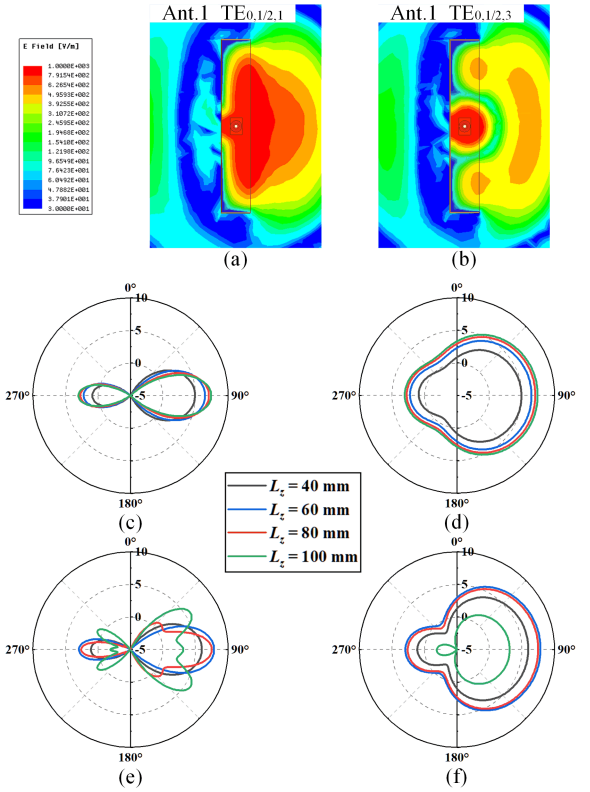 Ant.1 TE0,1/2,1
Ant.1 TE0,1/2,3
E Field [V/m]
1.0000E+003
7.9154E+002
6.2654E+002
4.9593E+002
3.9255E+002
3.1072E+002
2.4595E+002
1.9468E+002
1.5410E+002
1.2198E+002
9.6549E+001
7.6423E+001
6.0492E+001
4.7882E+001
3.7901E+001
3.0000E+001
(a)
(b)
0°
10
5
0
-5
270°
90°
180°
(c)
0°
10
5
0
-5
270°
90°
180°
(d)
Lz = 40 mm
Lz = 60 mm
Lz = 80 mm
Lz = 100 mm
0°
10
5
0
-5
270°
90°
180°
(e)
0°
10
5
0
-5
270°
90°
180°
(f)